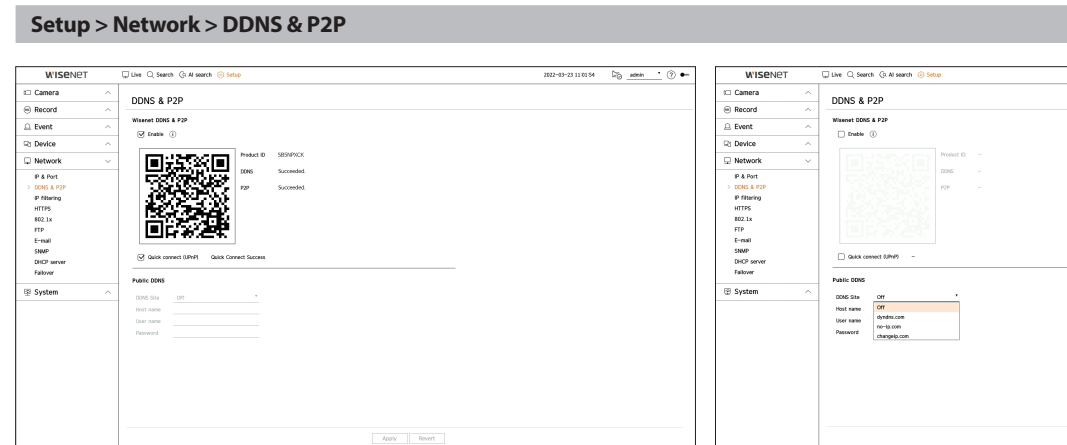 Setup > Network > DDNS & P2P
WISENET Live Search AI search Setup 2022-03-23 11:01:54 admin
Camera
Record
Event
Device
Network
IP & Port
> DDNS & P2P
IP filtering
HTTPS
802.1x
FTP
E-mail
SNMP
DHCP server
Failover
System
DDNS & P2P
Wisenet DDNS & P2P
Enable
Product ID SBSNPXCK
DDNS Succeeded.
P2P Succeeded.
Quick connect (UPnP) Quick Connect Success
Public DDNS
DDNS Site Off
Host name
User name
Password
Apply Revert
WISENET Live Search AI search Setup
Camera
Record
Event
Device
Network
IP & Port
> DDNS & P2P
IP filtering
HTTPS
802.1x
FTP
E-mail
SNMP
DHCP server
Failover
System
DDNS & P2P
Wisenet DDNS & P2P
Enable
Product ID –
DDNS –
P2P –
Quick connect (UPnP) –
Public DDNS
DDNS Site Off
Host name Off
User name dyndns.com
no-ip.com
Password changeip.com